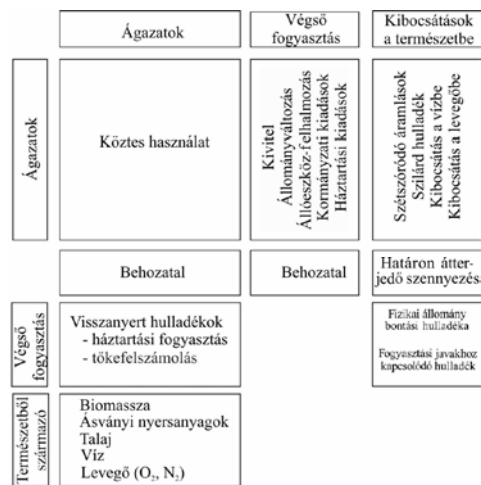 Ágazatok
Végső
fogyasztás
Kibocsátások
a természetbe
Ágazatok
Köztes használat
Kivitel
Állományváltozás
Állóeszköz-felhalmozás
Kormányzati kiadások
Háztartási kiadások
Szétszóródó áramlások
Szilárd hulladék
Kibocsátás a vízbe
Kibocsátás a levegőbe
Behozatal
Behozatal
Határon átter-
jedő szennyezés
Végső
fogyasztás
Visszanyert hulladékok
- háztartási fogyasztás
- tőkefelszámolás
Fizikai állomány
bontási hulladéka
Fogyasztási javakhoz
kapcsolódó hulladék
Természetből
származó
Biomassza
Ásványi nyersanyagok
Talaj
Víz
Levegő (O₂, N₂)